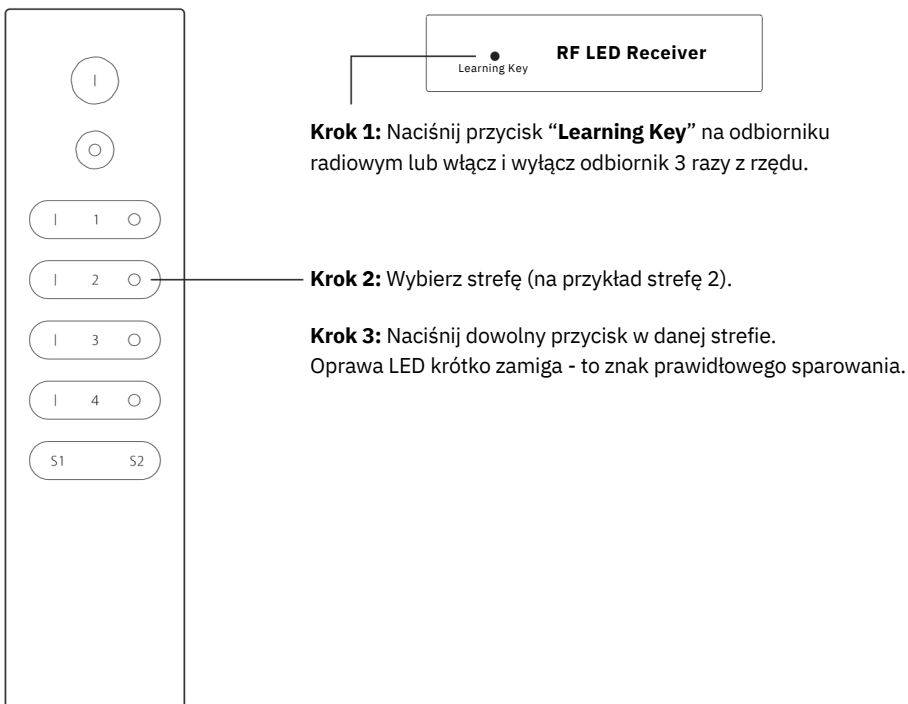 RF LED Receiver
Learning Key
Krok 1: Naciśnij przycisk “Learning Key” na odbiorniku
radiowym lub włącz i wyłącz odbiornik 3 razy z rzędu.
I 1 O
I 2 O
Krok 2: Wybierz strefę (na przykład strefę 2).
I 3 O
Krok 3: Naciśnij dowolny przycisk w danej strefie.
Oprawa LED krótko zamiga - to znak prawidłowego sparowania.
I 4 O
S1 S2